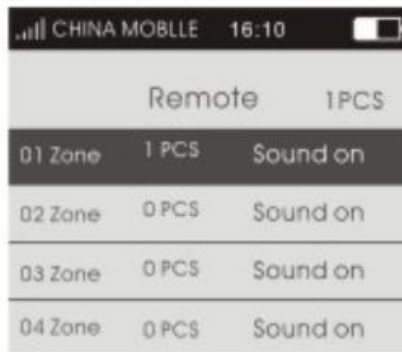 CHINA MOBLLE 16:10
Remote 1PCS
01 Zone 1 PCS Sound on
02 Zone 0 PCS Sound on
03 Zone 0 PCS Sound on
04 Zone 0 PCS Sound on